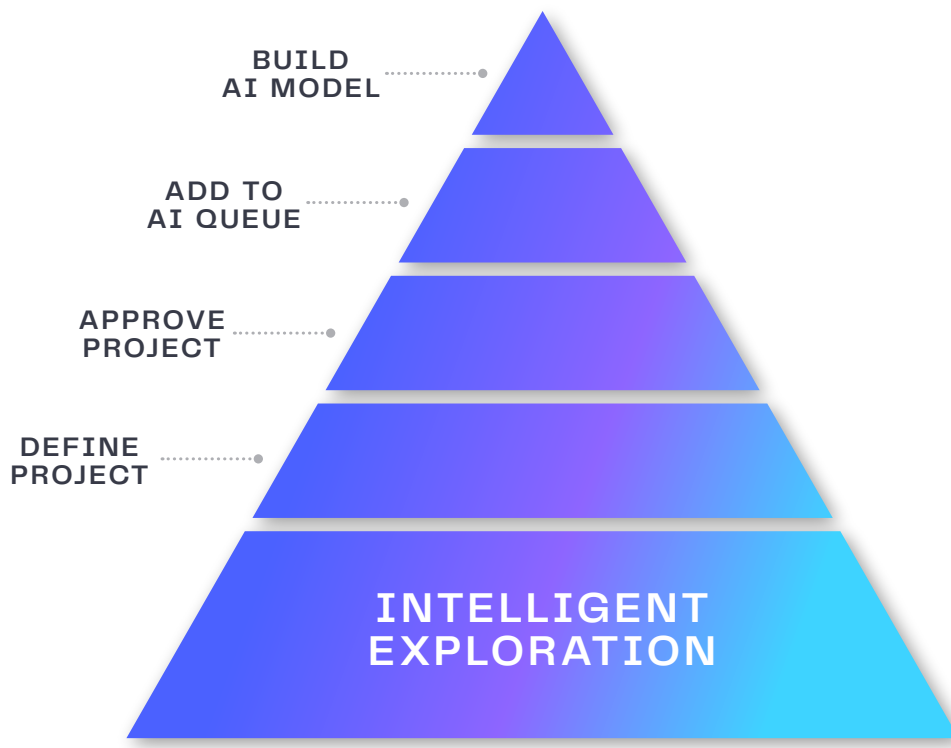 BUILD
AI MODEL
ADD TO
AI QUEUE
APPROVE
PROJECT
DEFINE
PROJECT
INTELLIGENT
EXPLORATION